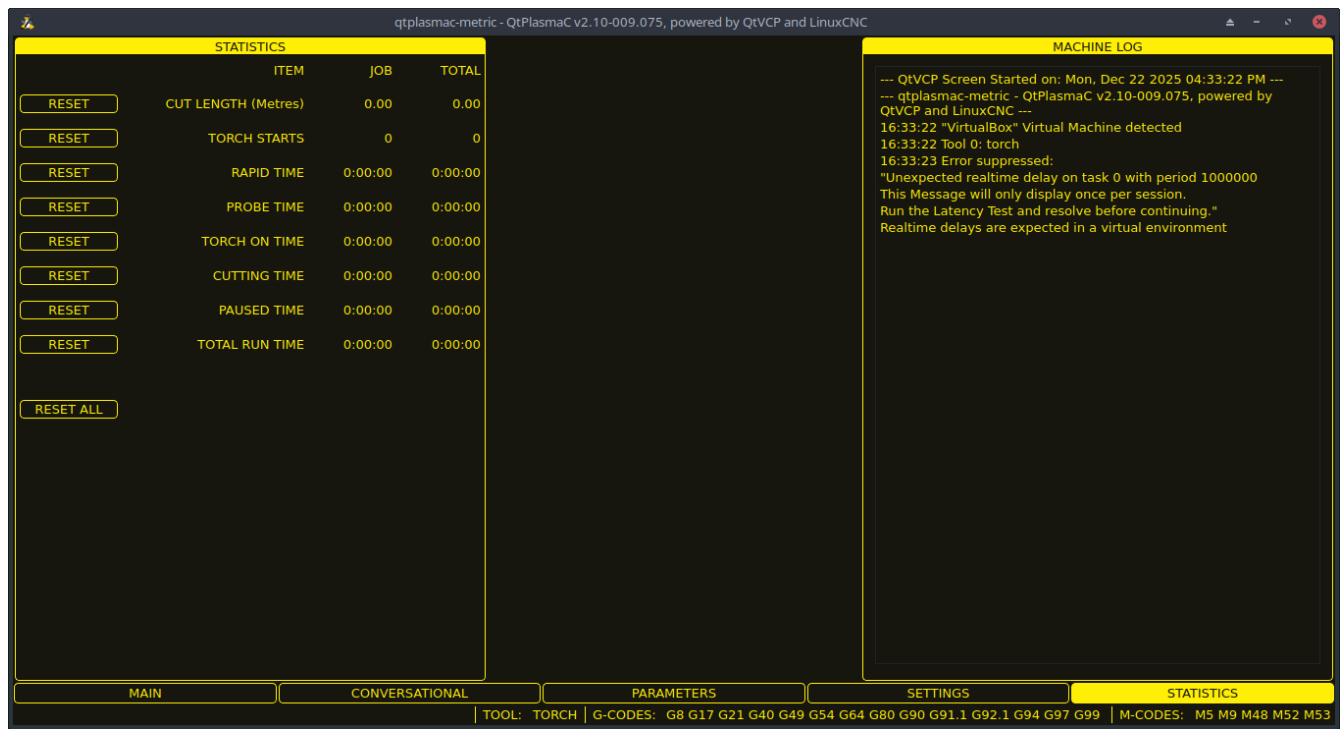 qtplasmac-metric - QtPlasmaC v2.10-009.075, powered by QtVCP and LinuxCNC
STATISTICS
ITEM JOB TOTAL
RESET CUT LENGTH (Metres) 0.00 0.00
RESET TORCH STARTS 0 0
RESET RAPID TIME 0:00:00 0:00:00
RESET PROBE TIME 0:00:00 0:00:00
RESET TORCH ON TIME 0:00:00 0:00:00
RESET CUTTING TIME 0:00:00 0:00:00
RESET PAUSED TIME 0:00:00 0:00:00
RESET TOTAL RUN TIME 0:00:00 0:00:00
RESET ALL
MACHINE LOG
--- QtVCP Screen Started on: Mon, Dec 22 2025 04:33:22 PM ---
--- qtplasmac-metric - QtPlasmaC v2.10-009.075, powered by
QtVCP and LinuxCNC ---
16:33:22 "VirtualBox" Virtual Machine detected
16:33:22 Tool 0: torch
16:33:23 Error suppressed:
"Unexpected realtime delay on task 0 with period 1000000
This Message will only display once per session.
Run the Latency Test and resolve before continuing."
Realtime delays are expected in a virtual environment
MAIN CONVERSATIONAL PARAMETERS SETTINGS STATISTICS
TOOL: TORCH G-CODES: G8 G17 G21 G40 G49 G54 G64 G80 G90 G91.1 G92.1 G94 G97 G99 M-CODES: M5 M9 M48 M52 M53